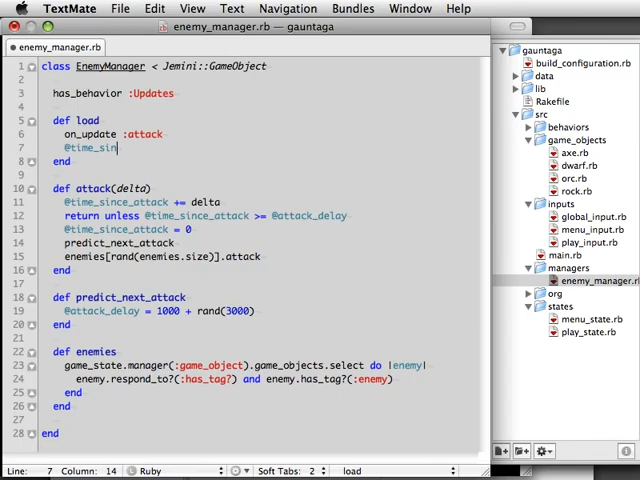 TextMate File Edit View Text Navigation Bundles Window Help
enemy_manager.rb — gauntaga
enemy_manager.rb
1 class EnemyManager < Jemini::GameObject
2
3 has_behavior :Updates
4
5 def load
6 on_update :attack
7 @time_sin
8 end
9
10 def attack(delta)
11 @time_since_attack += delta
12 return unless @time_since_attack >= @attack_delay
13 @time_since_attack = 0
14 predict_next_attack
15 enemies[rand(enemies.size)].attack
16 end
17
18 def predict_next_attack
19 @attack_delay = 1000 + rand(3000)
20 end
21
22 def enemies
23 game_state.manager(:game_object).game_objects.select do |enemy|
24 enemy.respond_to?(:has_tag?) and enemy.has_tag?(:enemy)
25 end
26 end
27
28 end
Line: 7 Column: 14 Ruby Soft Tabs: 2 load
gauntaga
build_configuration.rb
data
lib
Rakefile
src
behaviors
game_objects
axe.rb
dwarf.rb
orc.rb
rock.rb
inputs
global_input.rb
menu_input.rb
play_input.rb
main.rb
managers
enemy_manager.rb
org
states
menu_state.rb
play_state.rb